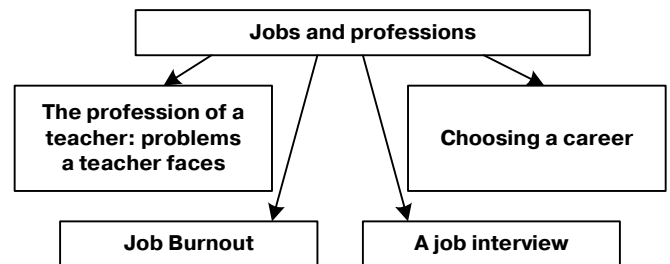 Jobs and professions
The profession of a
teacher: problems
a teacher faces
Choosing a career
Job Burnout
A job interview